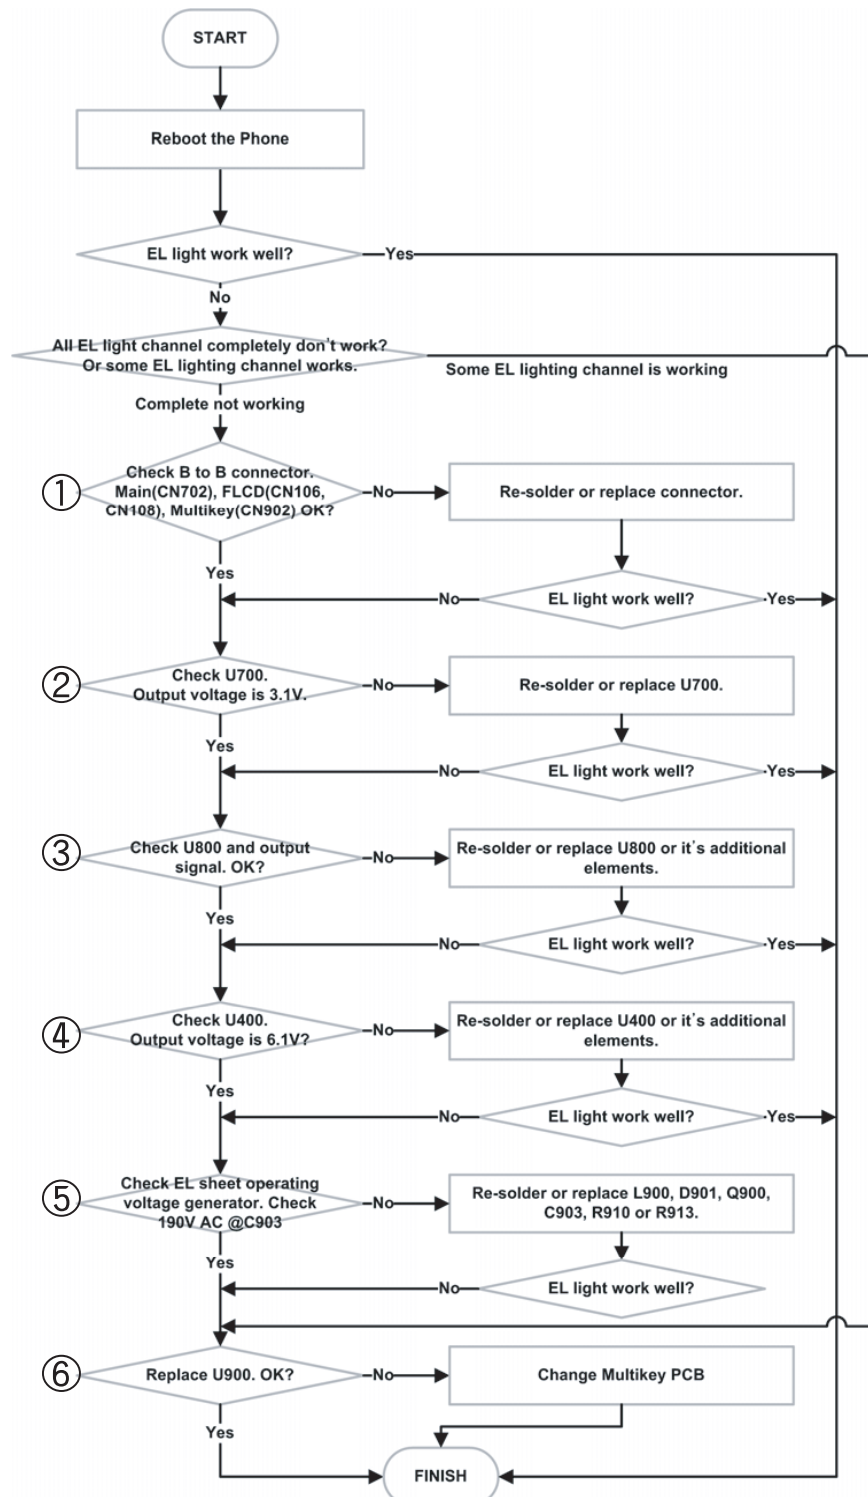 START
Reboot the Phone
EL light work well?
Yes
No
All EL light channel completely don't work?
Or some EL lighting channel works.
Some EL lighting channel is working
Complete not working
①
Check B to B connector.
Main(CN702), FLCD(CN106,
CN108), Multikey(CN902) OK?
No
Re-solder or replace connector.
Yes
No
EL light work well?
Yes
②
Check U700.
Output voltage is 3.1V.
No
Re-solder or replace U700.
Yes
No
EL light work well?
Yes
③
Check U800 and output
signal. OK?
No
Re-solder or replace U800 or it's additional
elements.
Yes
No
EL light work well?
Yes
④
Check U400.
Output voltage is 6.1V?
No
Re-solder or replace U400 or it's additional
elements.
Yes
No
EL light work well?
Yes
⑤
Check EL sheet operating
voltage generator. Check
190V AC @C903
No
Re-solder or replace L900, D901, Q900,
C903, R910 or R913.
Yes
No
EL light work well?
⑥
Replace U900. OK?
No
Change Multikey PCB
Yes
FINISH